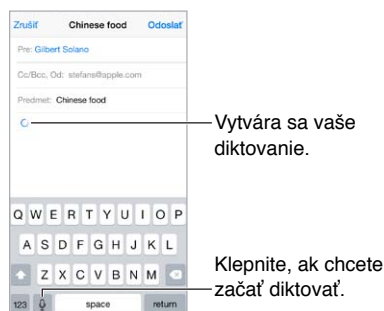 Zrušiť Chinese food Odoslať
Pre: Gilbert Solano
Cc/Bcc, Od: stefans@apple.com
Predmet: Chinese food
Vytvára sa vaše
diktovanie.
Q W E R T Y U I O P
A S D F G H J K L
Z X C V B N M
Klepnite, ak chcete
začať diktovať.
123 space return